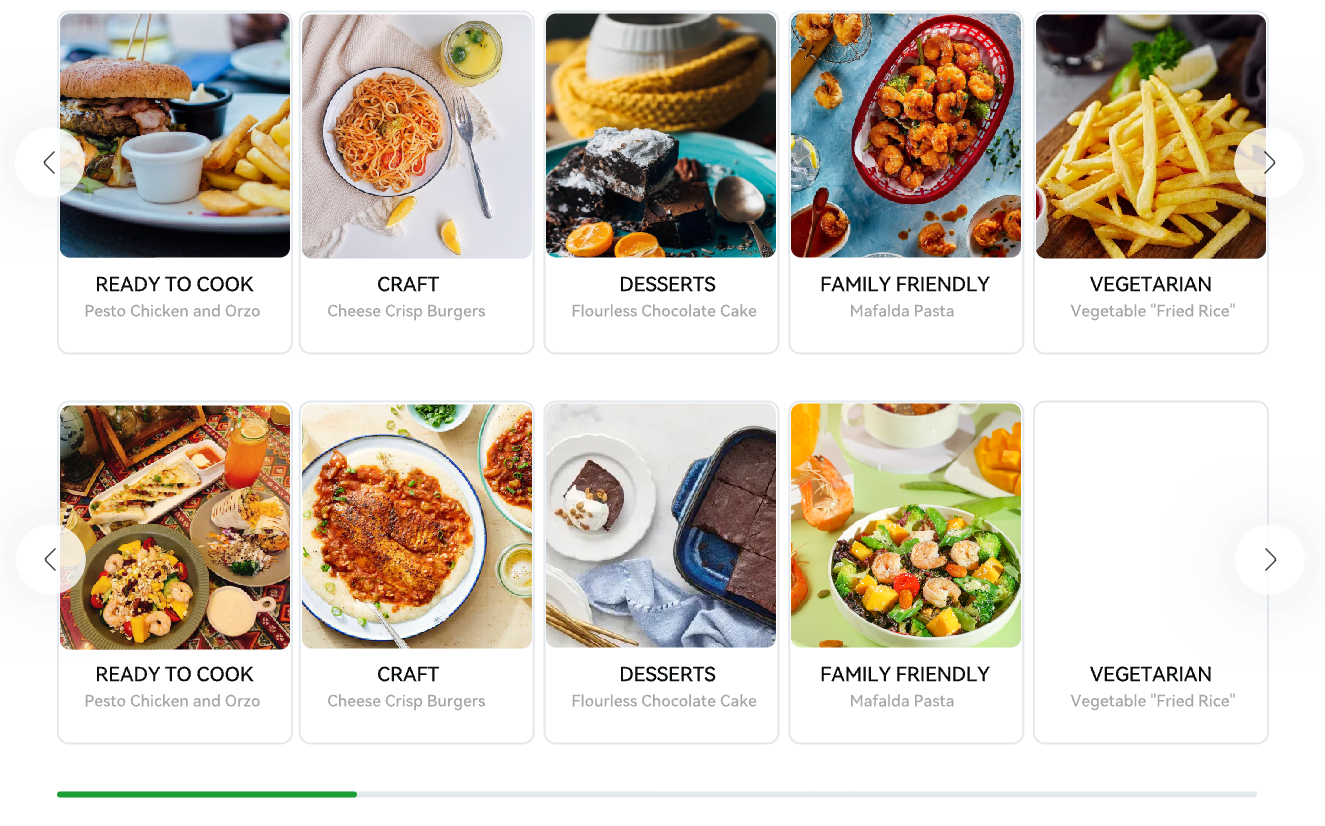 READY TO COOK
Pesto Chicken and Orzo
CRAFT
Cheese Crisp Burgers
DESSERTS
Flourless Chocolate Cake
FAMILY FRIENDLY
Mafalda Pasta
VEGETARIAN
Vegetable "Fried Rice"
READY TO COOK
Pesto Chicken and Orzo
CRAFT
Cheese Crisp Burgers
DESSERTS
Flourless Chocolate Cake
FAMILY FRIENDLY
Mafalda Pasta
VEGETARIAN
Vegetable "Fried Rice"